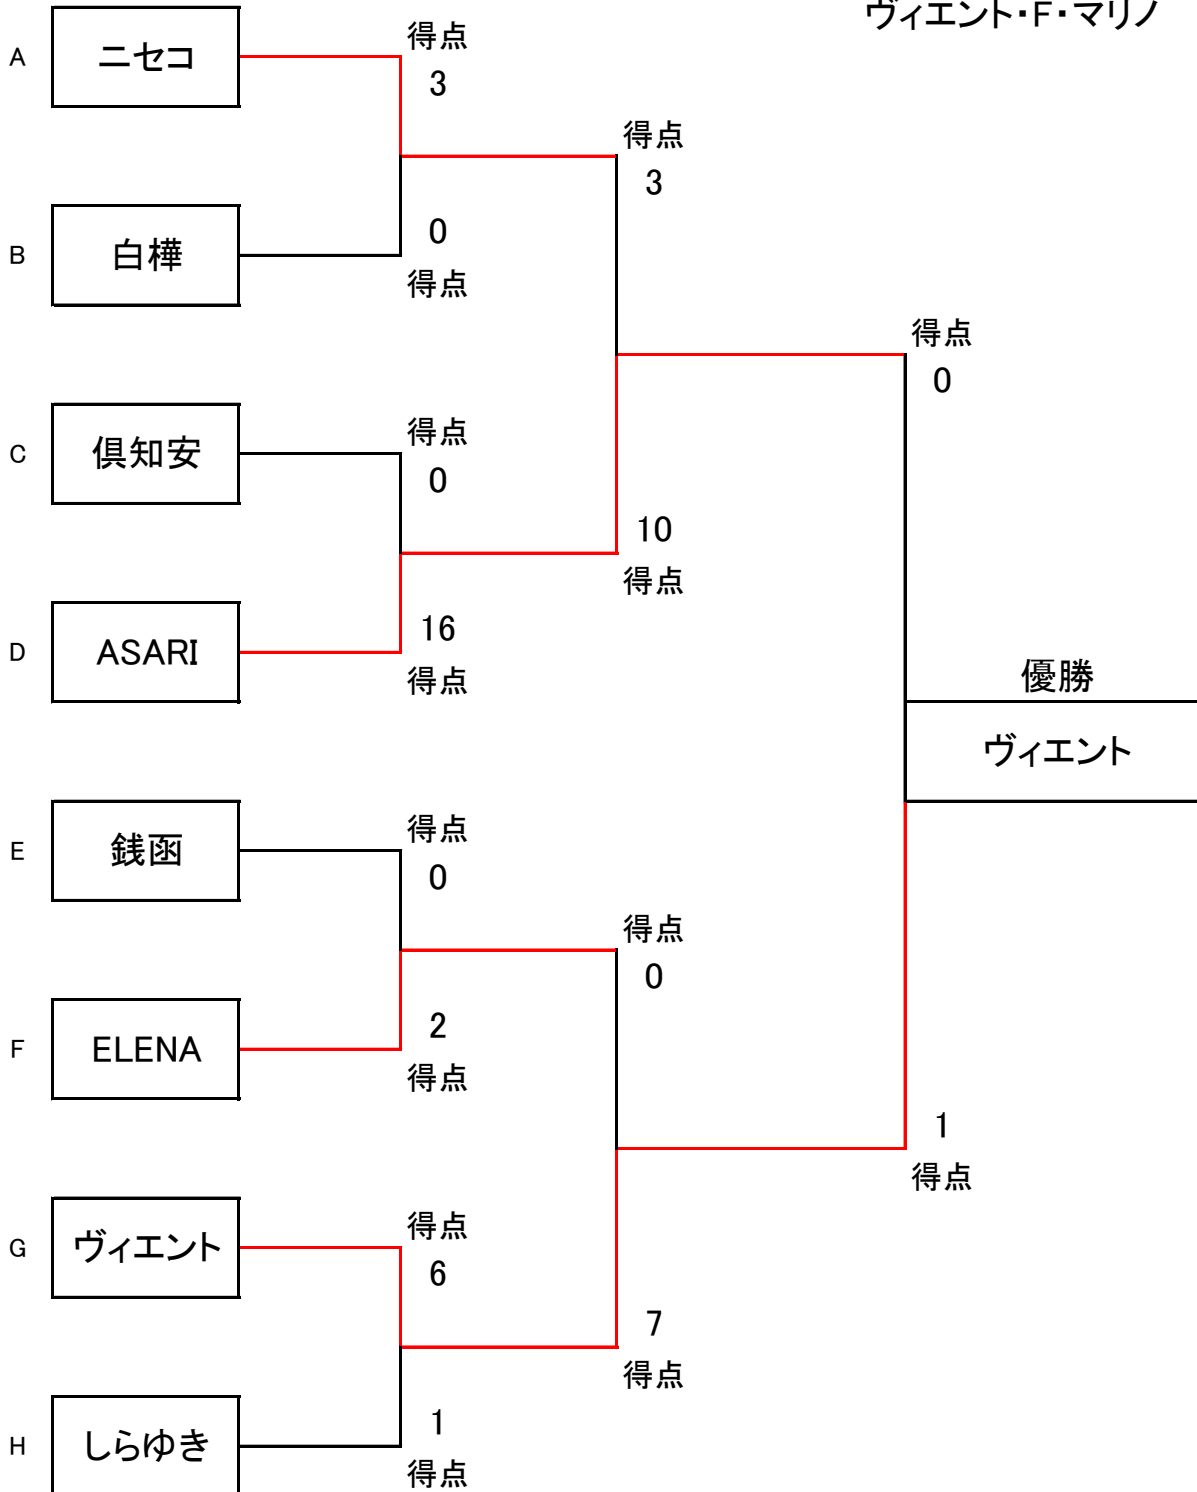 ヴィエント・F・マリノ
A
ニセコ
得点
3
得点
3
B
白樺
0
得点
得点
0
C
倶知安
得点
0
10
得点
D
ASARI
16
得点
優勝
ヴィエント
E
銭函
得点
0
得点
0
F
ELENA
2
得点
1
得点
G
ヴィエント
得点
6
7
得点
H
しらゆき
1
得点